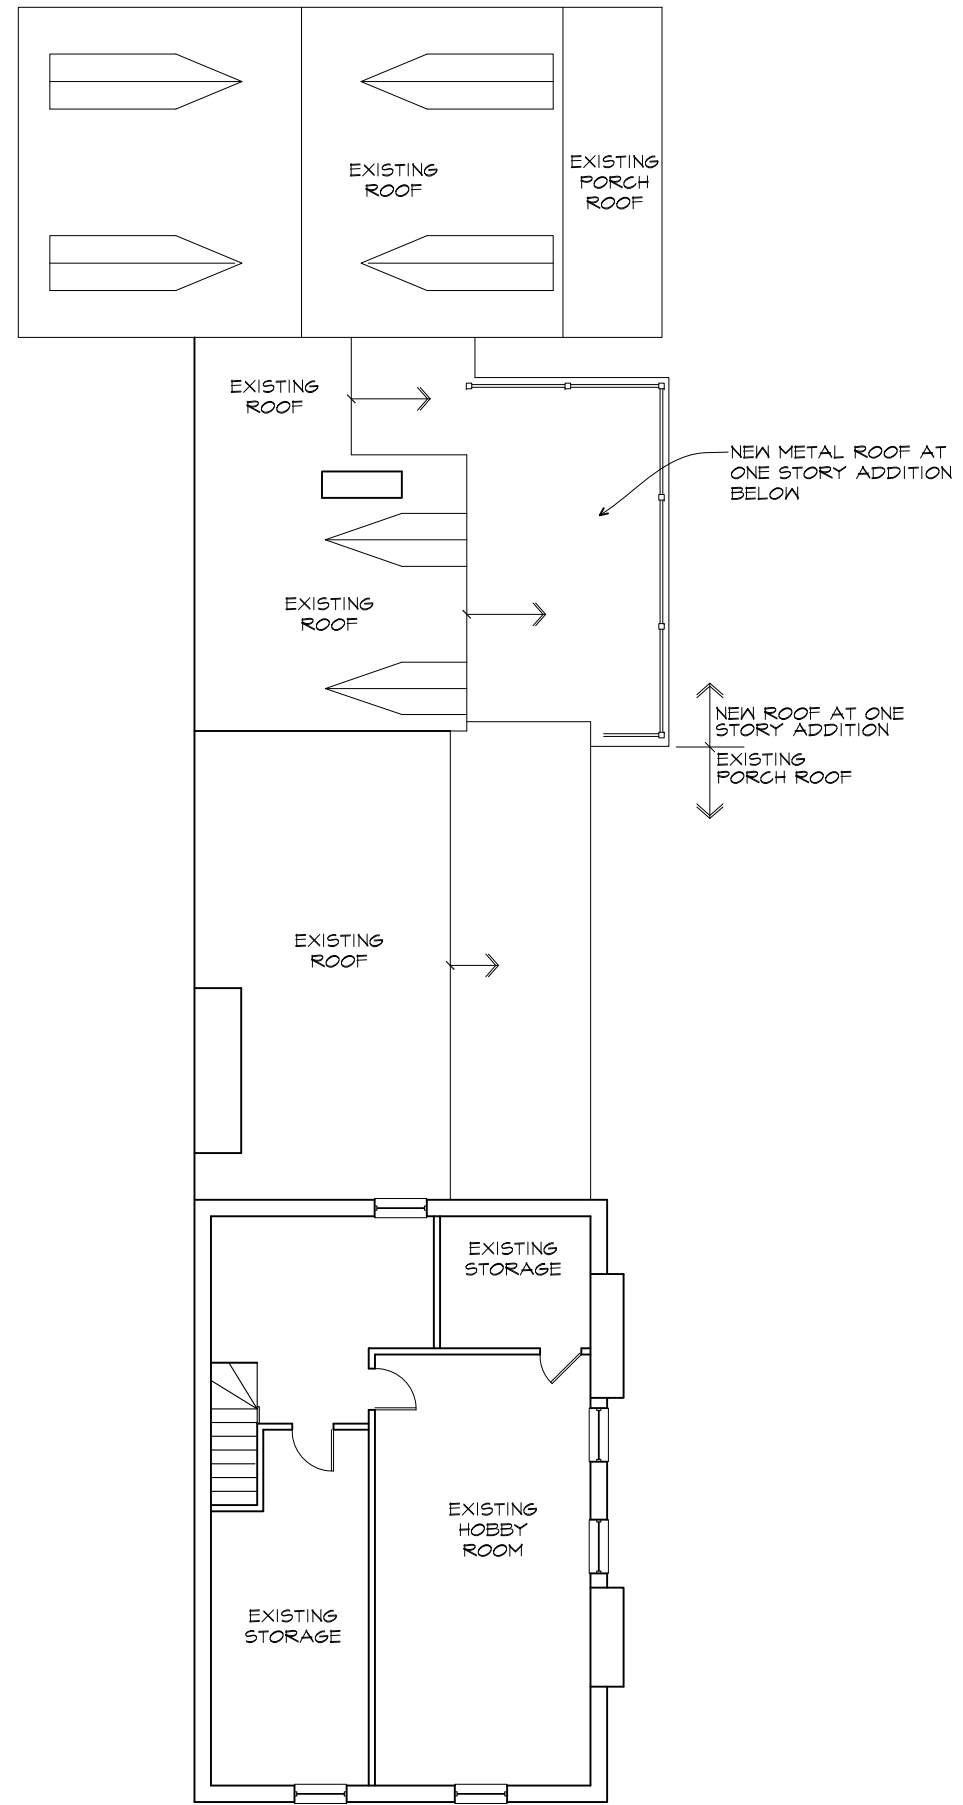 EXISTING
ROOF
EXISTING
PORCH
ROOF
EXISTING
ROOF
NEW METAL ROOF AT
ONE STORY ADDITION
BELOW
EXISTING
ROOF
NEW ROOF AT ONE
STORY ADDITION
EXISTING
PORCH ROOF
EXISTING
ROOF
EXISTING
STORAGE
EXISTING
HOBBY
ROOM
EXISTING
STORAGE